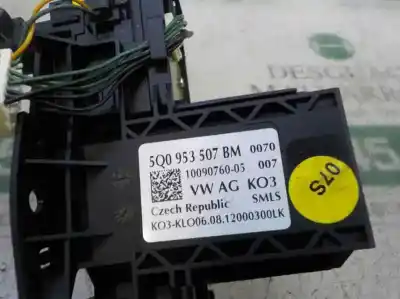 DESGUACE
5Q0 953 507 BM 0070
10090760-05 007
VW AG KO3
Czech Republic SMLS
KO3-KLO06.08.12000300LK
07S